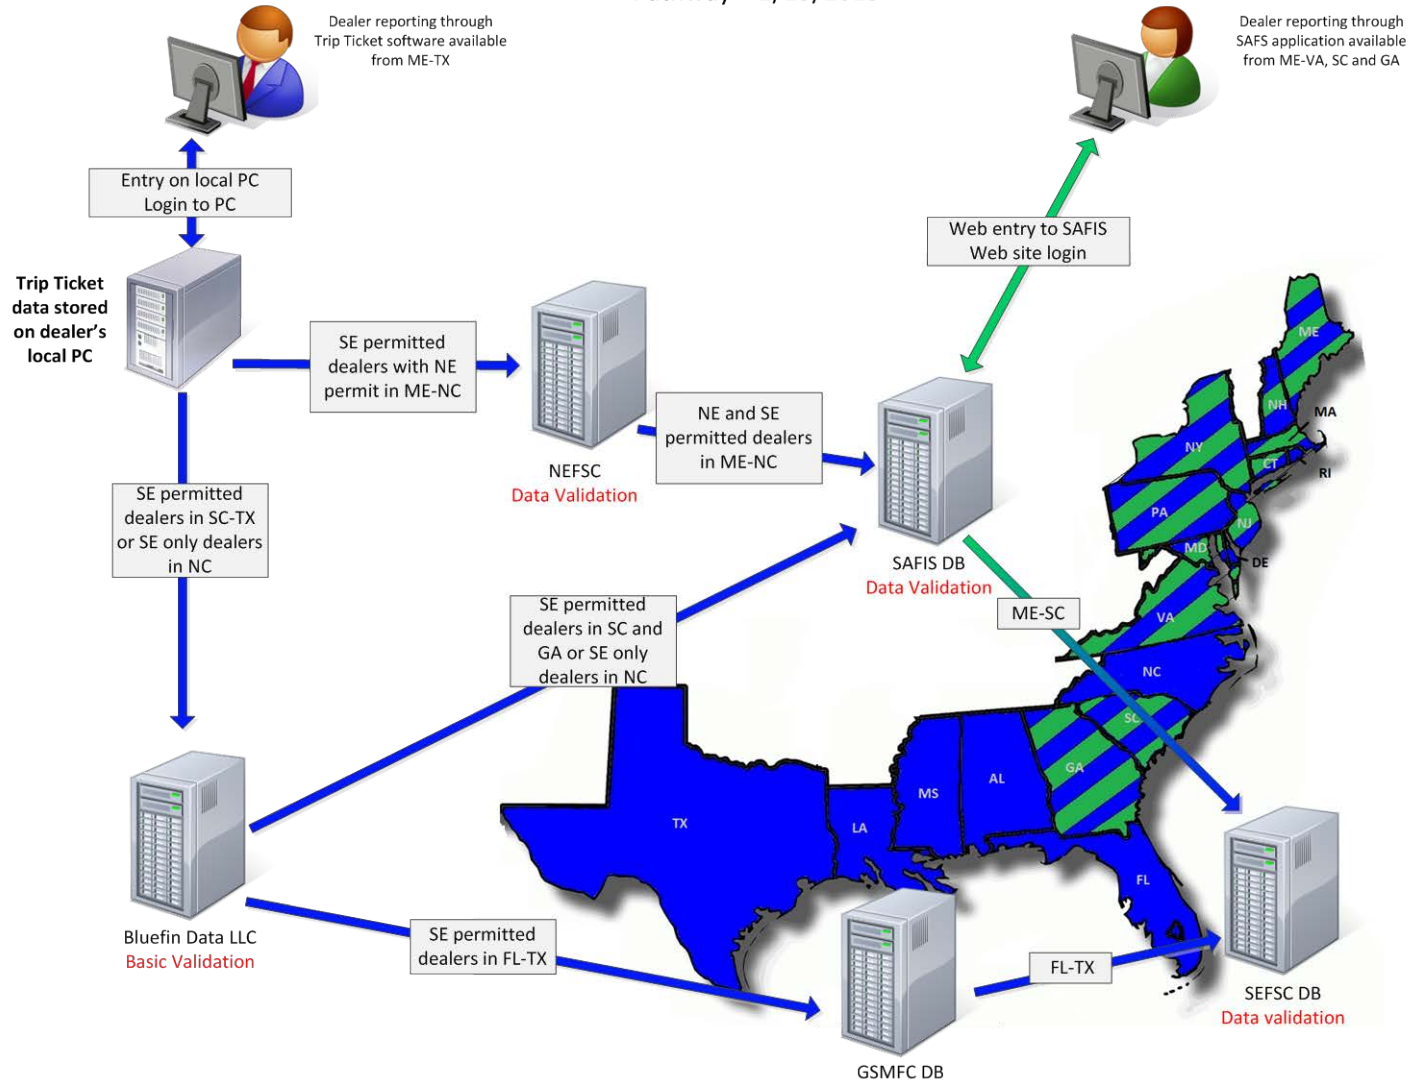 Dealer reporting through
Trip Ticket software available
from ME-TX
Dealer reporting through
SAFS application available
from ME-VA, SC and GA
Entry on local PC
Login to PC
Web entry to SAFIS
Web site login
Trip Ticket
data stored
on dealer's
local PC
SE permitted
dealers with NE
permit in ME-NC
NE and SE
permitted dealers
in ME-NC
NEFSC
Data Validation
SE permitted
dealers in SC-TX
or SE only dealers
in NC
SAFIS DB
Data Validation
SE permitted
dealers in SC and
GA or SE only
dealers in NC
ME-SC
ME
NH
MA
NY
CT
RI
PA
NJ
MD
DE
VA
NC
SC
GA
AL
MS
LA
TX
FL
Bluefin Data LLC
Basic Validation
SE permitted
dealers in FL-TX
FL-TX
SEFSC DB
Data validation
GSMFC DB